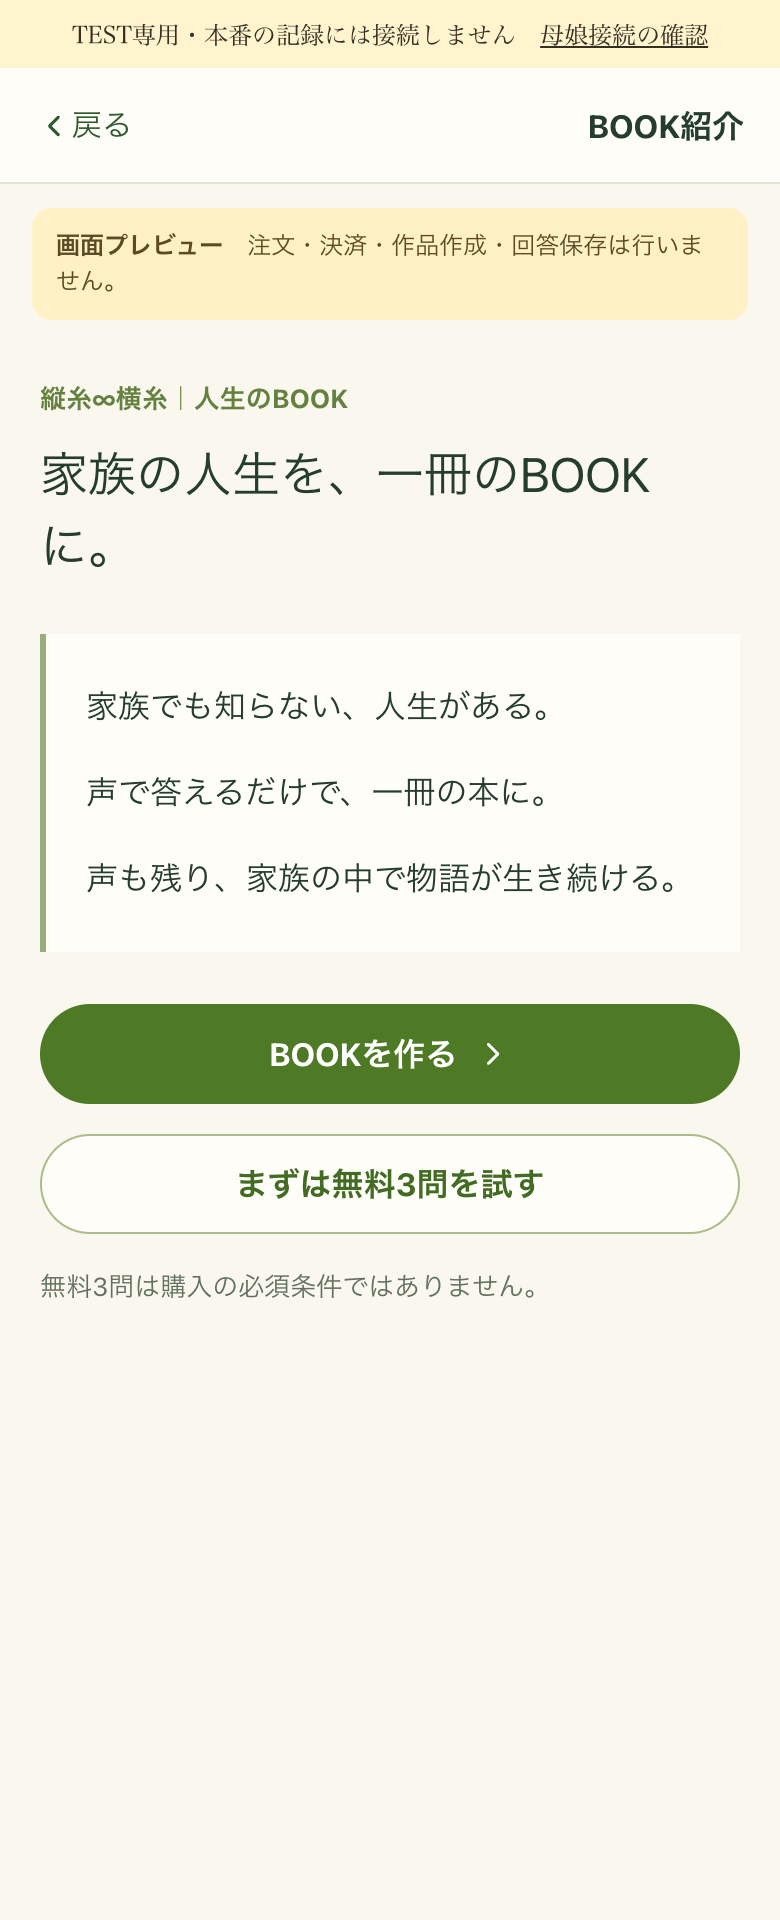 TEST専用・本番の記録には接続しません　母娘接続の確認
戻る
BOOK紹介
画面プレビュー　注文・決済・作品作成・回答保存は行いま
せん。
縦糸∞横糸｜人生のBOOK
家族の人生を、一冊のBOOK
に。
家族でも知らない、人生がある。
声で答えるだけで、一冊の本に。
声も残り、家族の中で物語が生き続ける。
BOOKを作る
まずは無料3問を試す
無料3問は購入の必須条件ではありません。